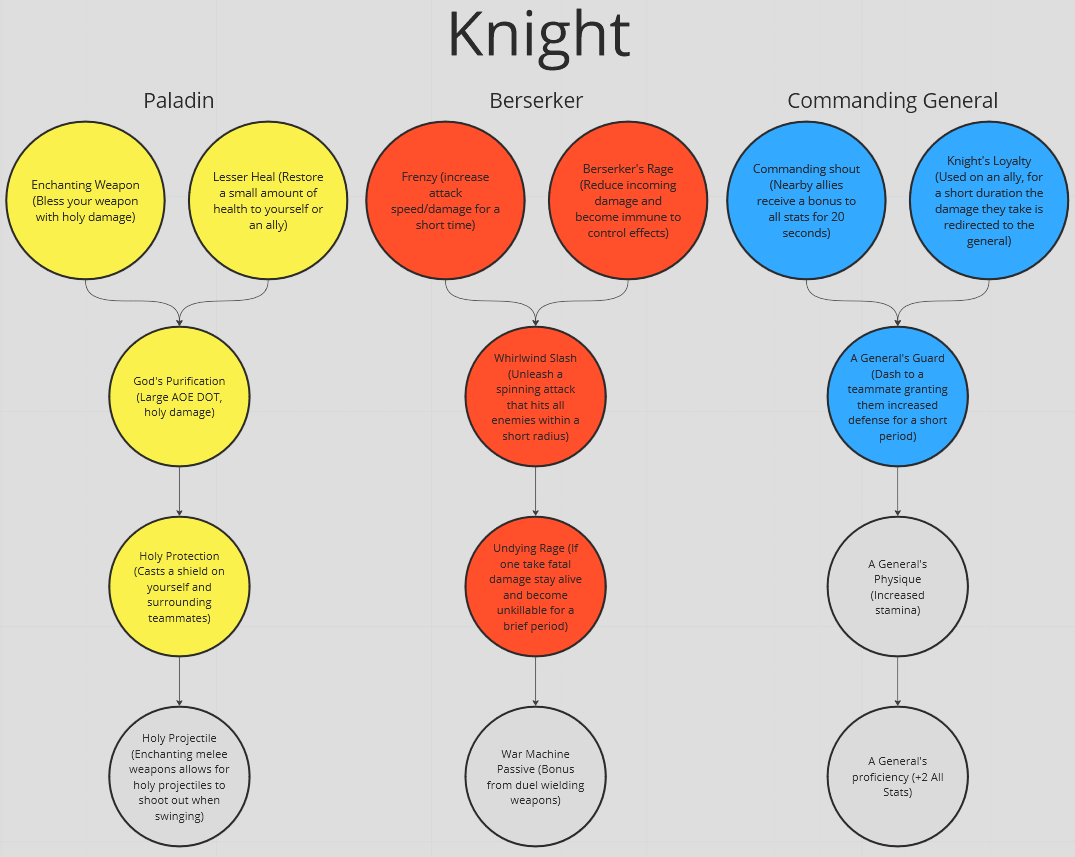 Knight
Paladin
Berserker
Commanding General
Enchanting Weapon
(Bless your weapon
with holy damage)
Lesser Heal (Restore
a small amount of
health to yourself or
an ally)
Frenzy (increase
attack
speed/damage for a
short time)
Berserker's Rage
(Reduce incoming
damage and
become immune to
control effects)
Commanding shout
(Nearby allies
receive a bonus to
all stats for 20
seconds)
Knight's Loyalty
(Used on an ally, for
a short duration the
damage they take is
redirected to the
general)
God's Purification
(Large AOE DOT,
holy damage)
Whirlwind Slash
(Unleash a
spinning attack
that hits all
enemies within a
short radius)
A General's Guard
(Dash to a
teammate granting
them increased
defense for a short
period)
Holy Protection
(Casts a shield on
yourself and
surrounding
teammates)
Undying Rage (If
one take fatal
damage stay alive
and become
unkillable for a
brief period)
A General's
Physique
(Increased
stamina)
Holy Projectile
(Enchanting melee
weapons allows for
holy projectiles to
shoot out when
swinging)
War Machine
Passive (Bonus
from duel wielding
weapons)
A General's
proficiency (+2 All
Stats)